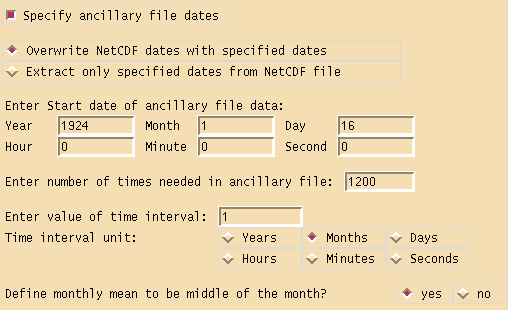 Specify ancillary file dates
Overwrite NetCDF dates with specified dates
Extract only specified dates from NetCDF file
Enter Start date of ancillary file data:
Year 1924 Month 1 Day 16
Hour 0 Minute 0 Second 0
Enter number of times needed in ancillary file: 1200
Enter value of time interval: 1
Time interval unit: Years Months Days
Hours Minutes Seconds
Define monthly mean to be middle of the month? yes no